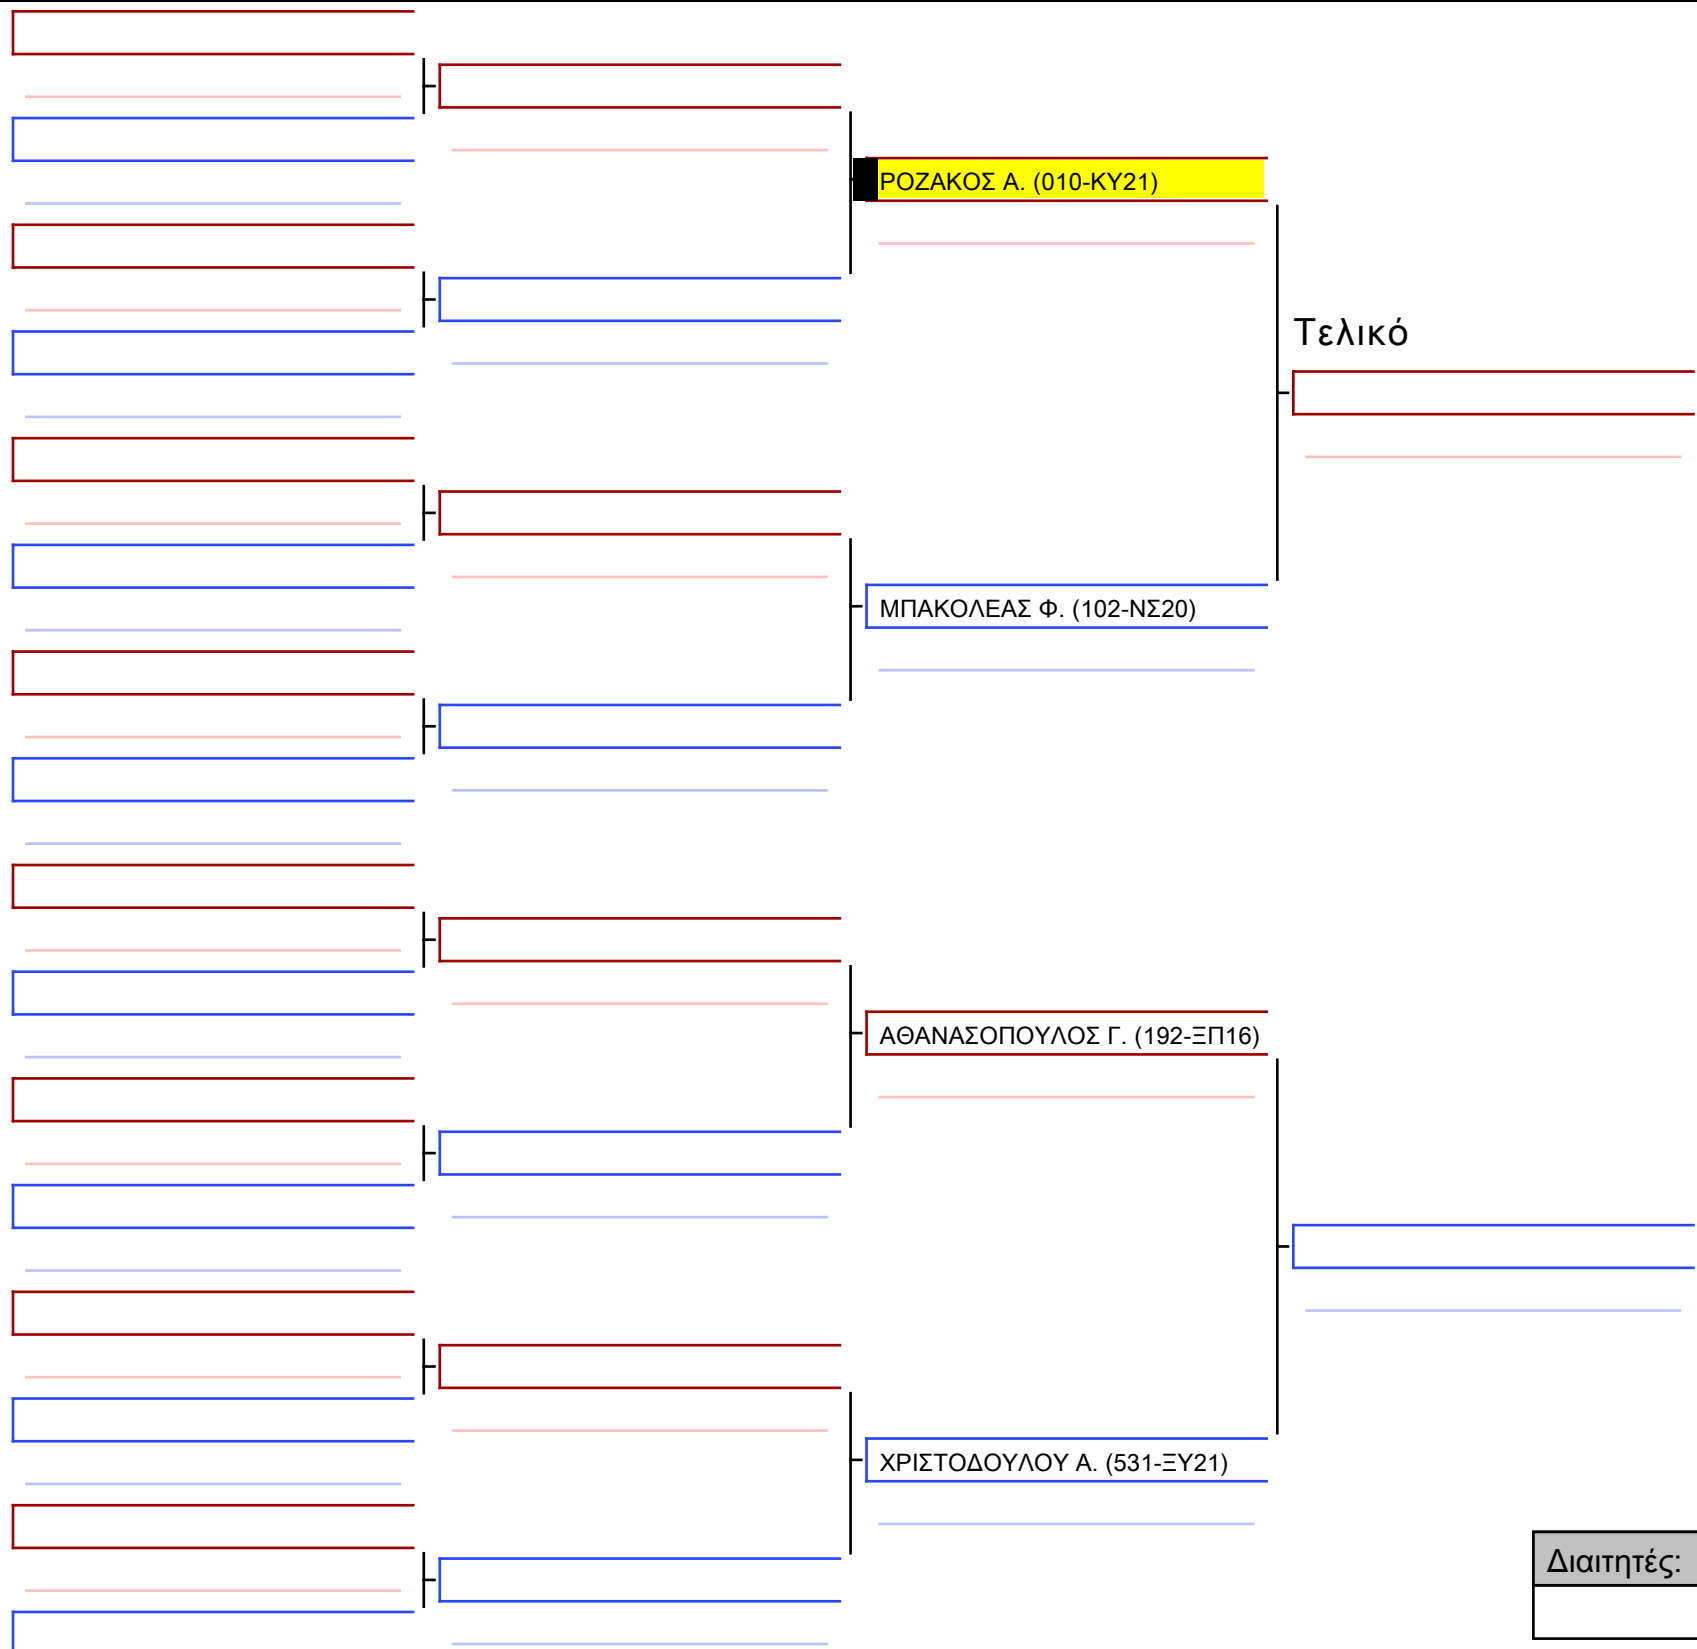 ΡΟΖΑΚΟΣ Α. (010-ΚΥ21)
Τελικό
ΜΠΑΚΟΛΕΑΣ Φ. (102-ΝΣ20)
ΑΘΑΝΑΣΟΠΟΥΛΟΣ Γ. (192-ΞΠ16)
ΧΡΙΣΤΟΔΟΥΛΟΥ Α. (531-ΞΥ21)
Διαιτητές: